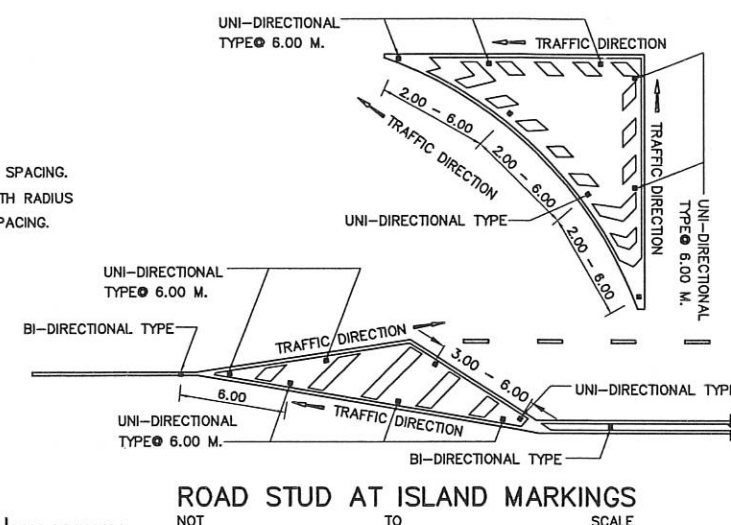 UNI-DIRECTIONAL
TYPE@ 6.00 M.
TRAFFIC DIRECTION
2.00 - 6.00
TRAFFIC DIRECTION
2.00 - 6.00
2.00 - 6.00
TRAFFIC DIRECTION
UNI-DIRECTIONAL
TYPE@ 6.00 M.
UNI-DIRECTIONAL TYPE
SPACING.
TH RADIUS
PACING.
UNI-DIRECTIONAL
TYPE@ 6.00 M.
BI-DIRECTIONAL TYPE
TRAFFIC DIRECTION
3.00 - 6.00
6.00
UNI-DIRECTIONAL TYPE
UNI-DIRECTIONAL
TYPE@ 6.00 M.
TRAFFIC DIRECTION
BI-DIRECTIONAL TYPE
ROAD STUD AT ISLAND MARKINGS
NOT TO SCALE